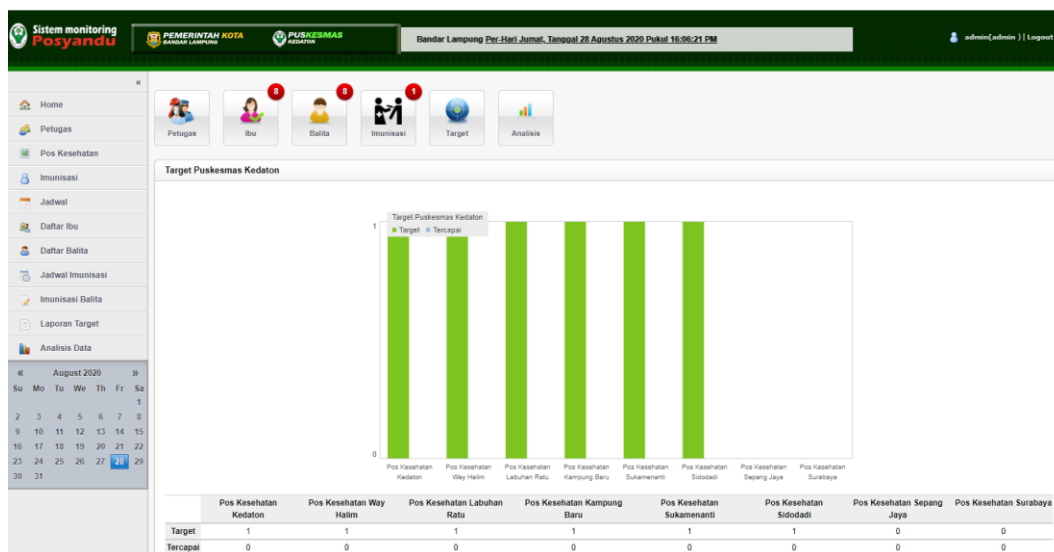 Sistem monitoring
Posyandu
PEMERINTAH KOTA
BANDAR LAMPUNG
PUSKESMAS
KEDATON
Bandar Lampung Per-Hari Jumat, Tanggal 28 Agustus 2020 Pukul 16:06:21 PM
admin(admin ) | Logout
«
Home
Petugas
Pos Kesehatan
Imunisasi
Jadwal
Daftar Ibu
Daftar Balita
Jadwal Imunisasi
Imunisasi Balita
Laporan Target
Analisis Data
« August 2020 »
Su Mo Tu We Th Fr Sa
1
2 3 4 5 6 7 8
9 10 11 12 13 14 15
16 17 18 19 20 21 22
23 24 25 26 27 28 29
30 31
8 8 1
Petugas Ibu Balita Imunisasi Target Analisis
Target Puskesmas Kedaton
Target Puskesmas Kedaton
Target Tercapai
1
0
Pos Kesehatan Kedaton
Pos Kesehatan Way Halim
Pos Kesehatan Labuhan Ratu
Pos Kesehatan Kampung Baru
Pos Kesehatan Sukamenanti
Pos Kesehatan Sidodadi
Pos Kesehatan Sepang Jaya
Pos Kesehatan Surabaya
Pos Kesehatan Kedaton Pos Kesehatan Way Halim Pos Kesehatan Labuhan Ratu Pos Kesehatan Kampung Baru Pos Kesehatan Sukamenanti Pos Kesehatan Sidodadi Pos Kesehatan Sepang Jaya Pos Kesehatan Surabaya
Target 1 1 1 1 1 1 0 0
Tercapai 0 0 0 0 0 0 0 0